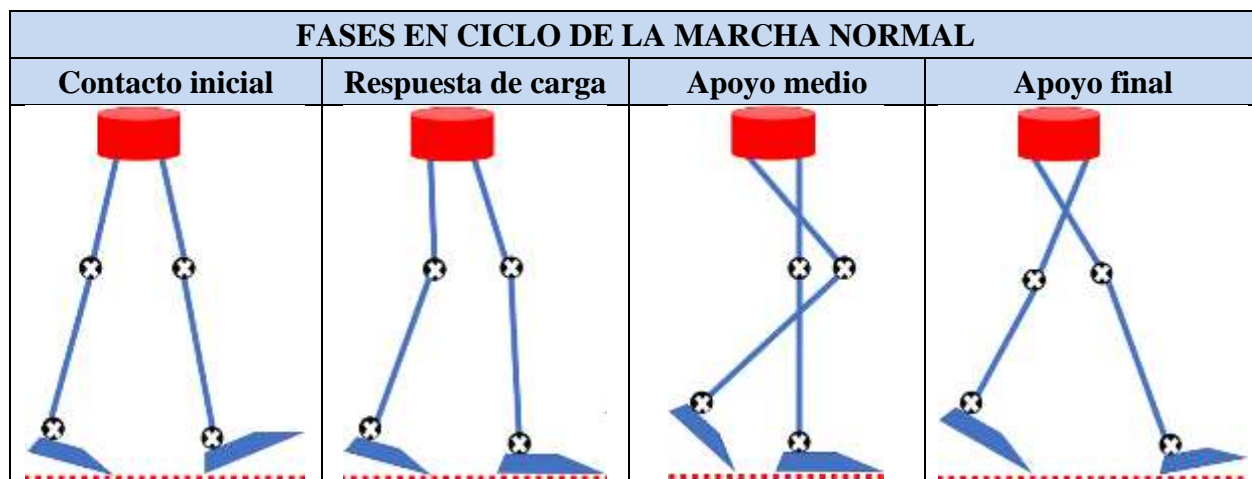 FASES EN CICLO DE LA MARCHA NORMAL
Contacto inicial
Respuesta de carga
Apoyo medio
Apoyo final